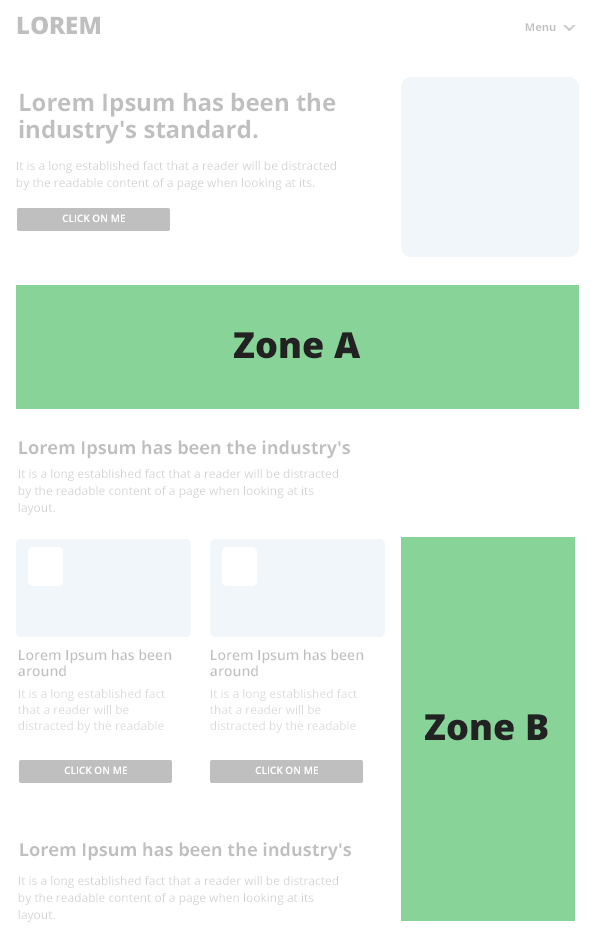 LOREM
Menu
Lorem Ipsum has been the
industry's standard.
It is a long established fact that a reader will be distracted
by the readable content of a page when looking at its.
CLICK ON ME
Zone A
Lorem Ipsum has been the industry's
It is a long established fact that a reader will be distracted
by the readable content of a page when looking at its
layout.
Lorem Ipsum has been
around
It is a long established fact
that a reader will be
distracted by the readable
CLICK ON ME
Lorem Ipsum has been
around
It is a long established fact
that a reader will be
distracted by the readable
CLICK ON ME
Zone B
Lorem Ipsum has been the industry's
It is a long established fact that a reader will be distracted
by the readable content of a page when looking at its
layout.